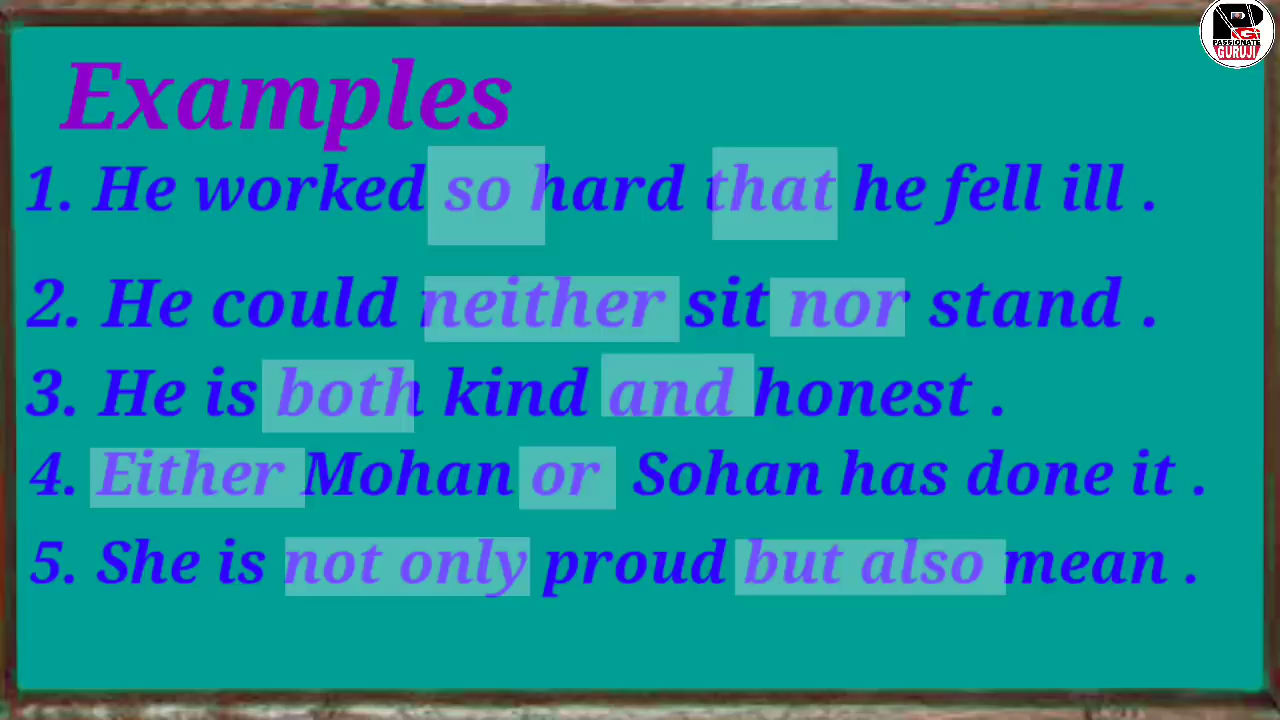 PASSIONATE
GURUJI
Examples
1. He worked so hard that he fell ill .
2. He could neither sit nor stand .
3. He is both kind and honest .
4. Either Mohan or Sohan has done it .
5. She is not only proud but also mean .